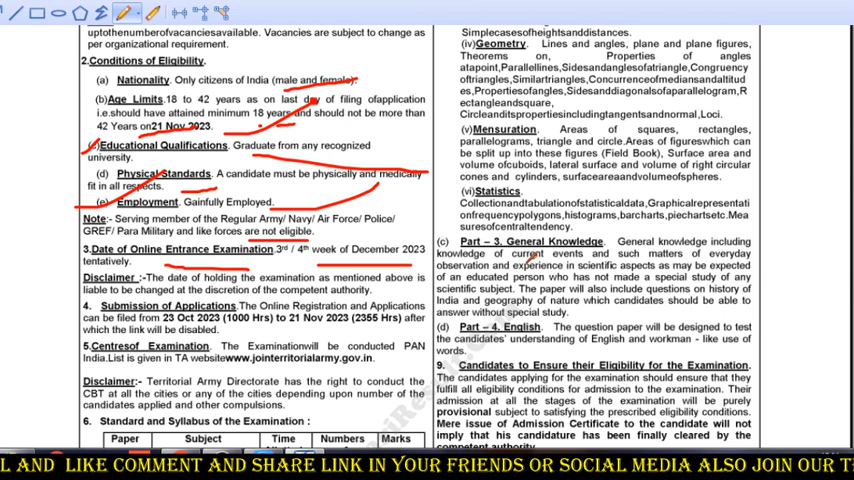 uptothenumberofvacanciesavailable. Vacancies are subject to change as
per organizational requirement.
2.Conditions of Eligibility
(a) Nationality. Only citizens of India (male and female).
(b)Age Limits.18 to 42 years as on last day of filing ofapplication
i.e.should have attained minimum 18 years and should not be more than
42 Years on21 Nov 2023.
(c)Educational Qualifications. Graduate from any recognized
university.
(d) Physical Standards. A candidate must be physically and medically
fit in all respects.
(e) Employment. Gainfully Employed.
Note:- Serving member of the Regular Army/ Navy/ Air Force/ Police/
GREF/ Para Military and like forces are not eligible.
3.Date of Online Entrance Examination.3rd / 4th week of December 2023
tentatively.
Disclaimer :-The date of holding the examination as mentioned above is
liable to be changed at the discretion of the competent authority.
4. Submission of Applications.The Online Registration and Applications
can be filed from 23 Oct 2023 (1000 Hrs) to 21 Nov 2023 (2355 Hrs) after
which the link will be disabled.
5.Centresof Examination. The Examinationwill be conducted PAN
India.List is given in TA websitewww.jointerritorialarmy.gov.in.
Disclaimer:- Territorial Army Directorate has the right to conduct the
CBT at all the cities or any of the cities depending upon number of the
candidates applied and other compulsions.
6. Standard and Syllabus of the Examination :
Paper Subject Time Numbers Marks
Simplecasesofheightsanddistances.
(iv)Geometry. Lines and angles, plane and plane figures,
Theorems on, Properties of angles
atapoint,Parallellines,Sidesandanglesofatriangle,Congruency
oftriangles,Similartriangles,Concurrenceofmediansandaltitud
es,Propertiesofangles,Sidesanddiagonalsofaparallelogram,R
ectangleandsquare,
Circleanditspropertiesincludingtangentsandnormal,Loci.
(v)Mensuration. Areas of squares, rectangles,
parallelograms, triangle and circle.Areas of figureswhich can
be split up into these figures (Field Book), Surface area and
volume ofcuboids, lateral surface and volume of right circular
cones and cylinders, surfaceareaandvolumeofspheres.
(vi)Statistics.
Collectionandtabulationofstatisticaldata,Graphicalrepresentati
onfrequencypolygons,histograms,barcharts,piechartsetc.Mea
suresofcentraltendency.
(c) Part – 3. General Knowledge. General knowledge including
knowledge of current events and such matters of everyday
observation and experience in scientific aspects as may be expected
of an educated person who has not made a special study of any
scientific subject. The paper will also include questions on history of
India and geography of nature which candidates should be able to
answer without special study.
(d) Part – 4. English. The question paper will be designed to test
the candidates' understanding of English and workman - like use of
words.
9. Candidates to Ensure their Eligibility for the Examination.
The candidates applying for the examination should ensure that they
fulfill all eligibility conditions for admission to the examination. Their
admission at all the stages of the examination will be purely
provisional subject to satisfying the prescribed eligibility conditions.
Mere issue of Admission Certificate to the candidate will not
imply that his candidature has been finally cleared by the
competent authority.
L AND LIKE COMMENT AND SHARE LINK IN YOUR FRIENDS OR SOCIAL MEDIA ALSO JOIN OUR